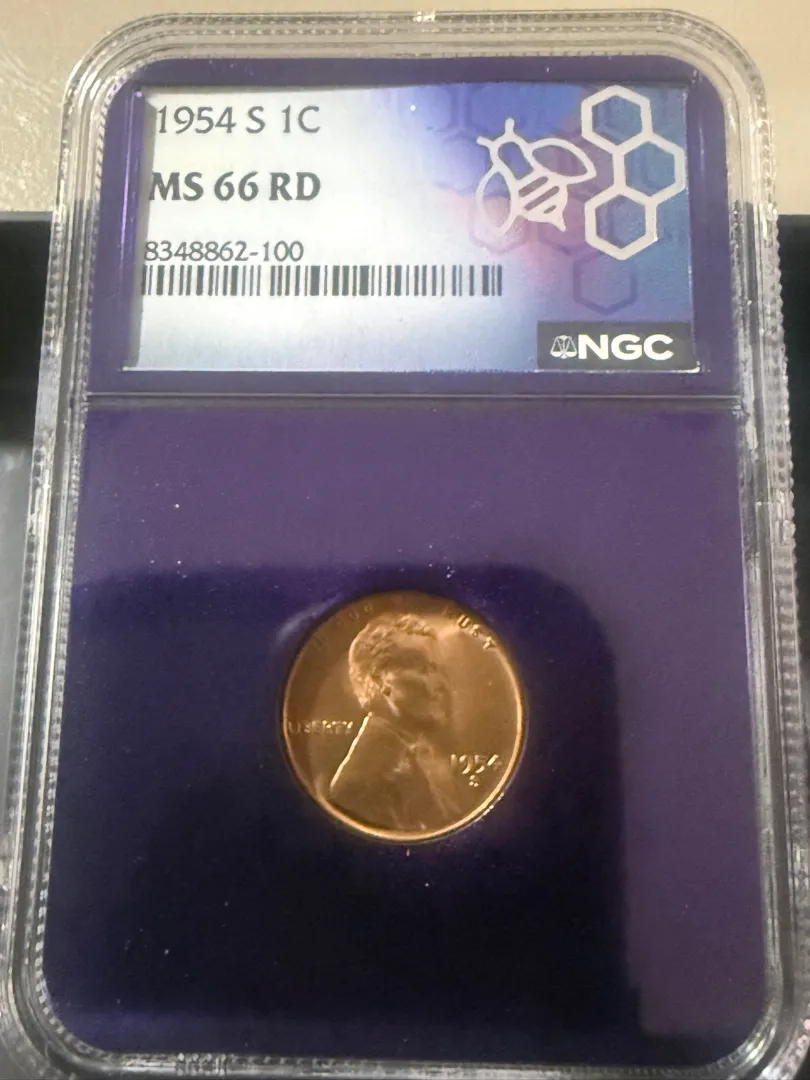 1954 S 1C
MS 66 RD
8348862-100
NGC
LIBERTY
1954
S